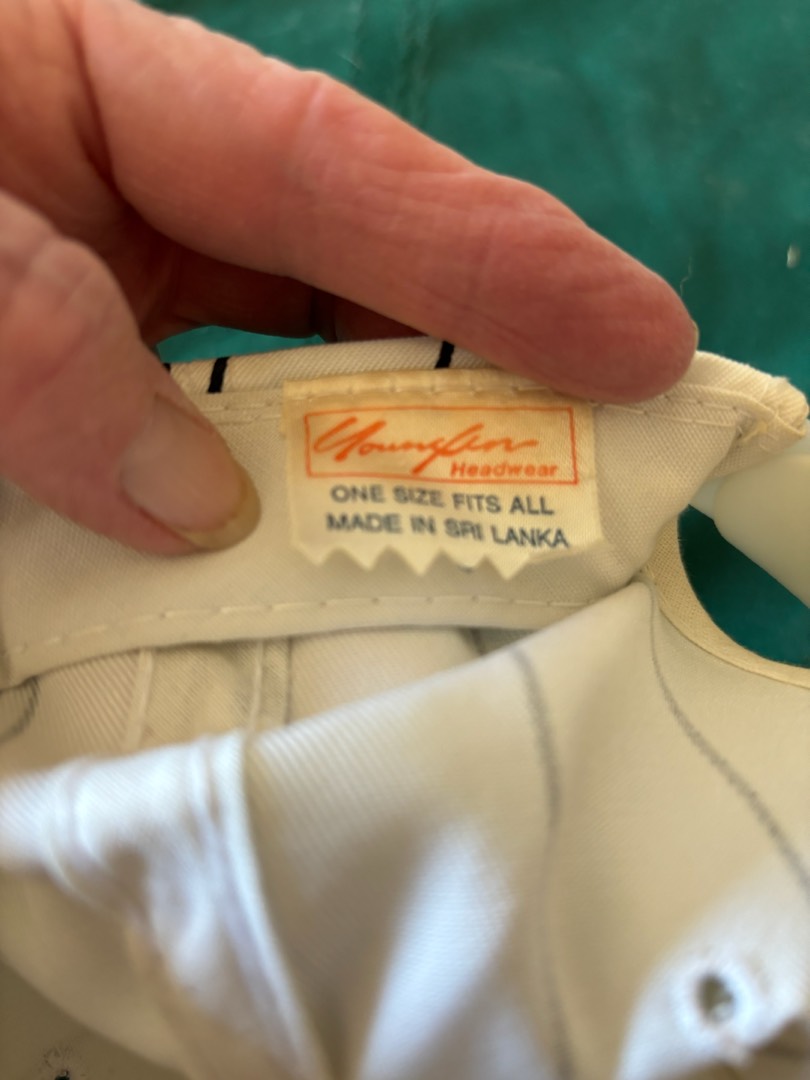 Youngan
Headwear
ONE SIZE FITS ALL
MADE IN SRI LANKA